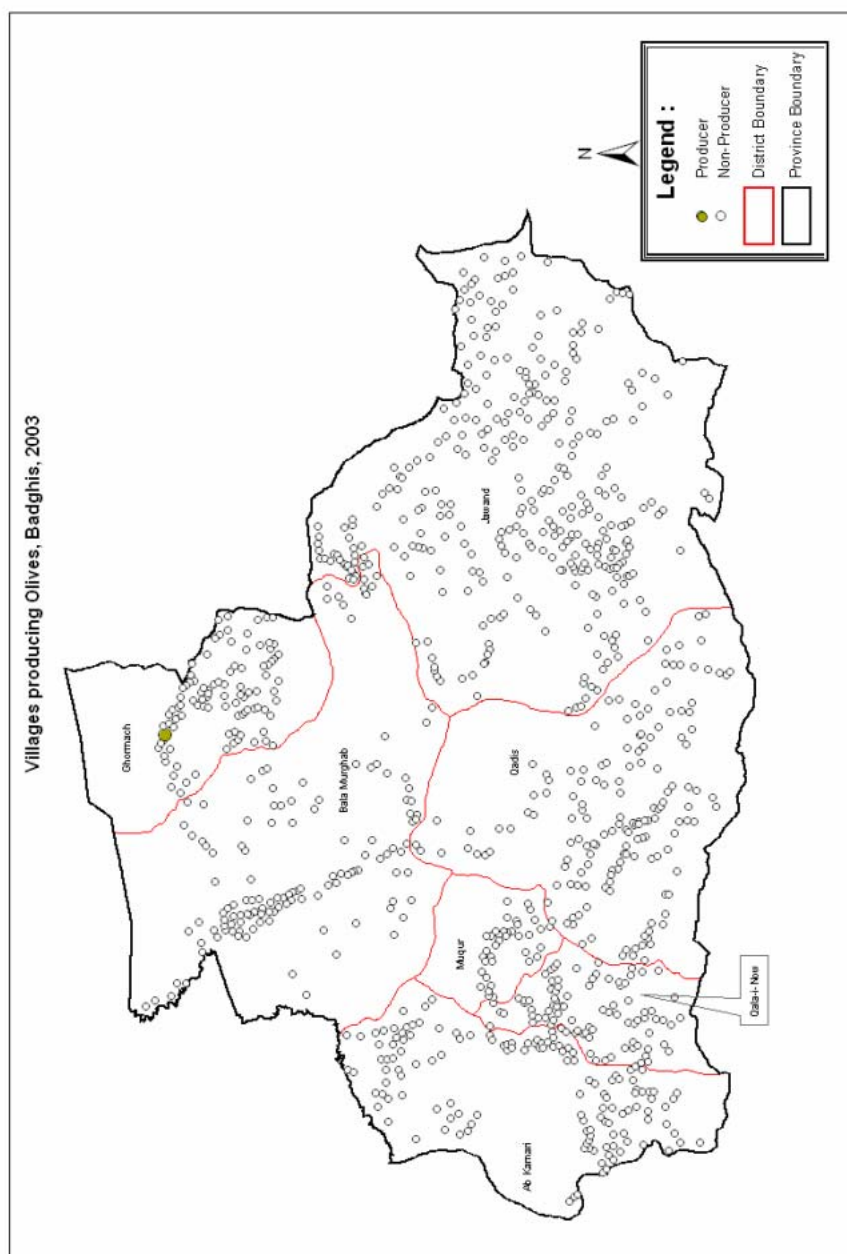 Villages producing Olives, Badghis, 2003
Ghormach
Bala Murghab
Jawand
Qadis
Muqur
Ab Kamari
Qala-i- Now
N
Legend :
Producer
Non-Producer
District Boundary
Province Boundary